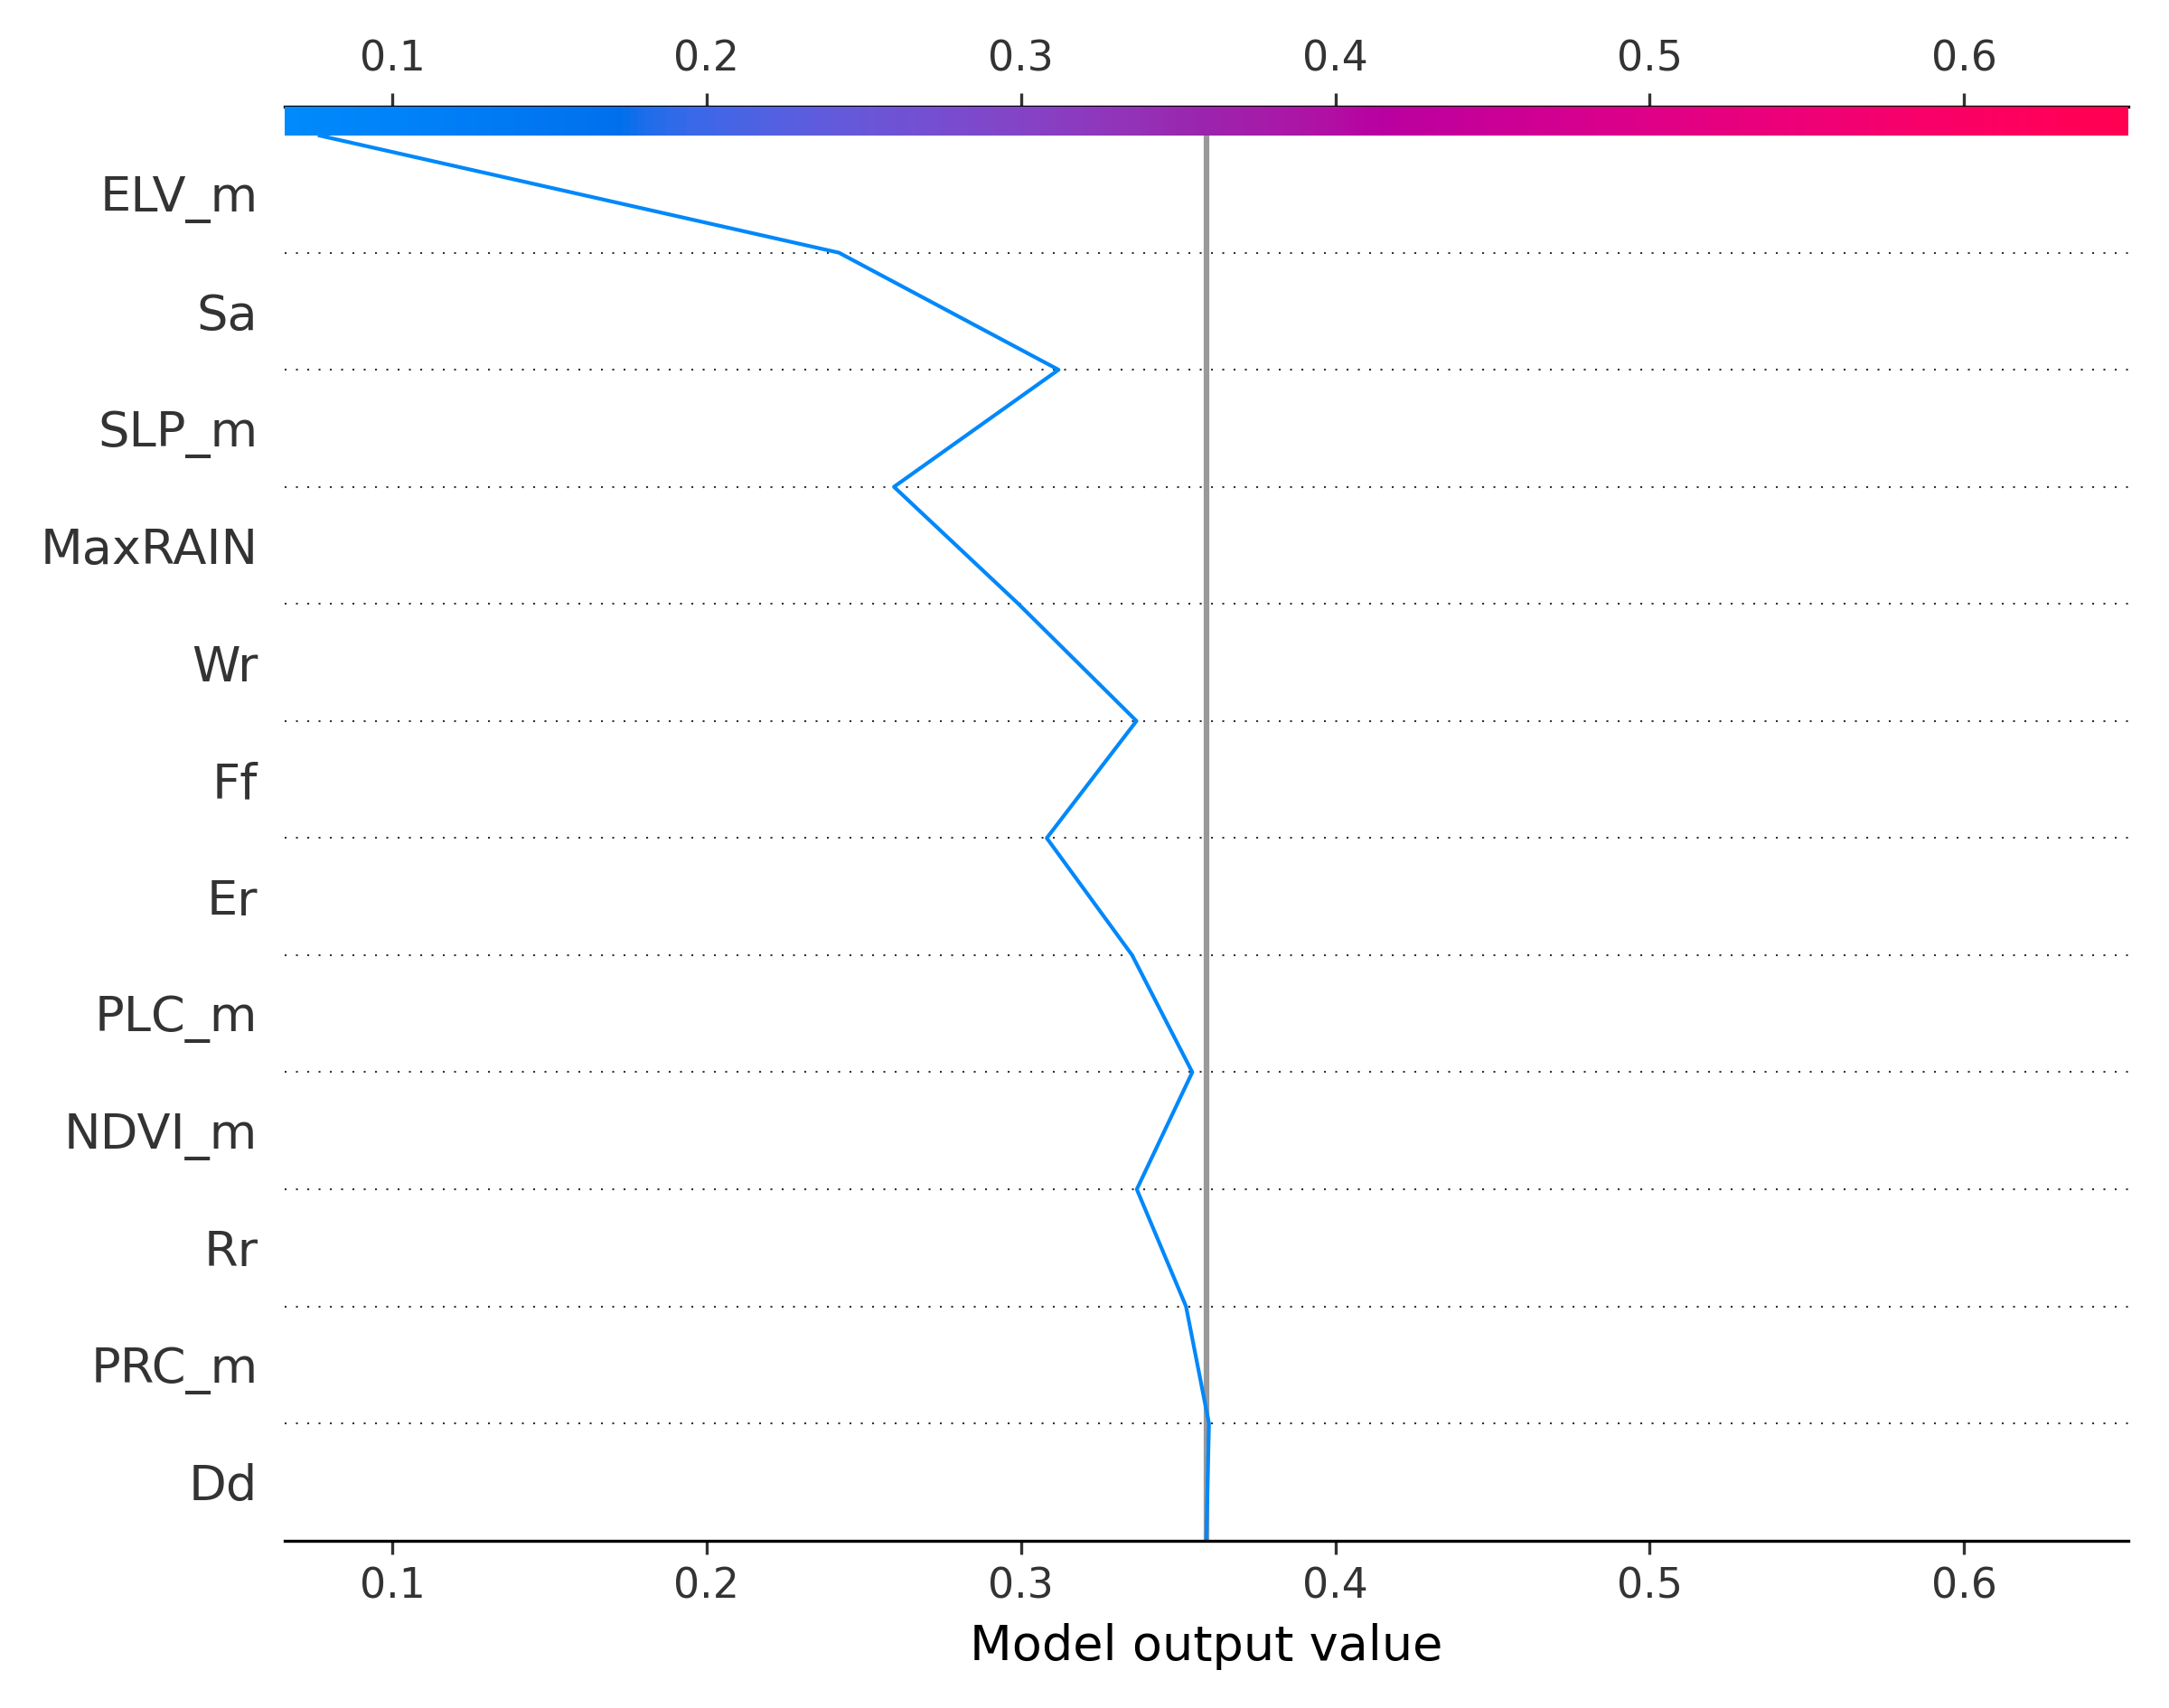 0.1 0.2 0.3 0.4 0.5 0.6
ELV_m
Sa
SLP_m
MaxRAIN
Wr
Ff
Er
PLC_m
NDVI_m
Rr
PRC_m
Dd
0.1 0.2 0.3 0.4 0.5 0.6
Model output value